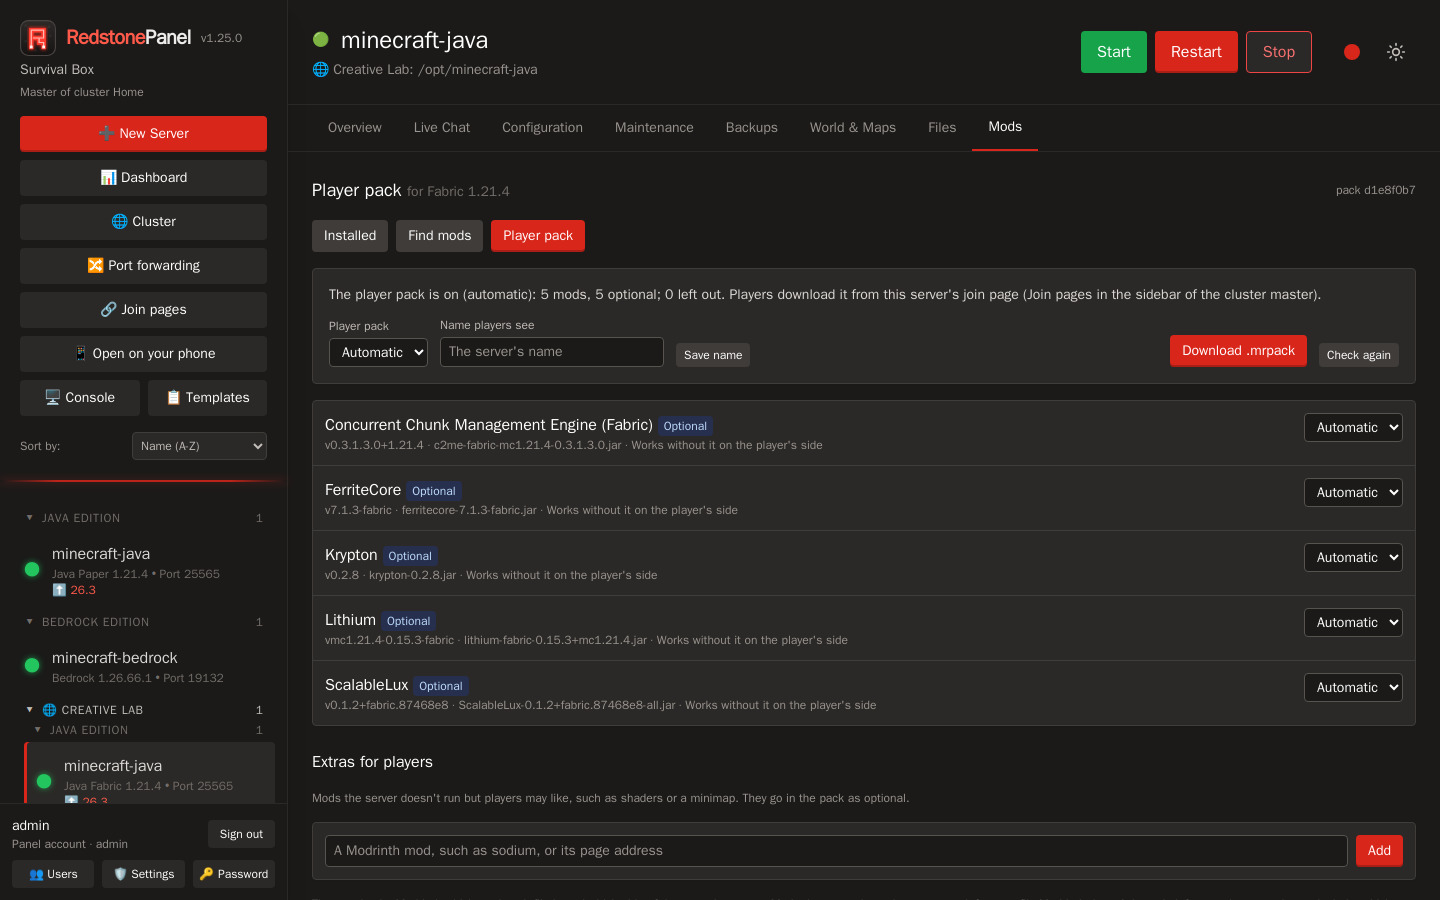 RedstonePanel v1.25.0
Survival Box
Master of cluster Home
New Server
Dashboard
Cluster
Port forwarding
Join pages
Open on your phone
Console
Templates
Sort by:
Name (A-Z)
JAVA EDITION 1
minecraft-java
Java Paper 1.21.4 • Port 25565
26.3
BEDROCK EDITION 1
minecraft-bedrock
Bedrock 1.26.66.1 • Port 19132
CREATIVE LAB 1
JAVA EDITION 1
minecraft-java
Java Fabric 1.21.4 • Port 25565
26.3
admin
Panel account · admin
Sign out
Users
Settings
Password
minecraft-java
Creative Lab: /opt/minecraft-java
Start
Restart
Stop
Overview
Live Chat
Configuration
Maintenance
Backups
World & Maps
Files
Mods
Player pack for Fabric 1.21.4
pack d1e8f0b7
Installed
Find mods
Player pack
The player pack is on (automatic): 5 mods, 5 optional; 0 left out. Players download it from this server's join page (Join pages in the sidebar of the cluster master).
Player pack
Automatic
Name players see
The server's name
Save name
Download .mrpack
Check again
Concurrent Chunk Management Engine (Fabric) Optional
v0.3.1.3.0+1.21.4 · c2me-fabric-mc1.21.4-0.3.1.3.0.jar · Works without it on the player's side
Automatic
FerriteCore Optional
v7.1.3-fabric · ferritecore-7.1.3-fabric.jar · Works without it on the player's side
Automatic
Krypton Optional
v0.2.8 · krypton-0.2.8.jar · Works without it on the player's side
Automatic
Lithium Optional
vmc1.21.4-0.15.3-fabric · lithium-fabric-0.15.3+mc1.21.4.jar · Works without it on the player's side
Automatic
ScalableLux Optional
v0.1.2+fabric.87468e8 · ScalableLux-0.1.2+fabric.87468e8-all.jar · Works without it on the player's side
Automatic
Extras for players
Mods the server doesn't run but players may like, such as shaders or a minimap. They go in the pack as optional.
A Modrinth mod, such as sodium, or its page address
Add